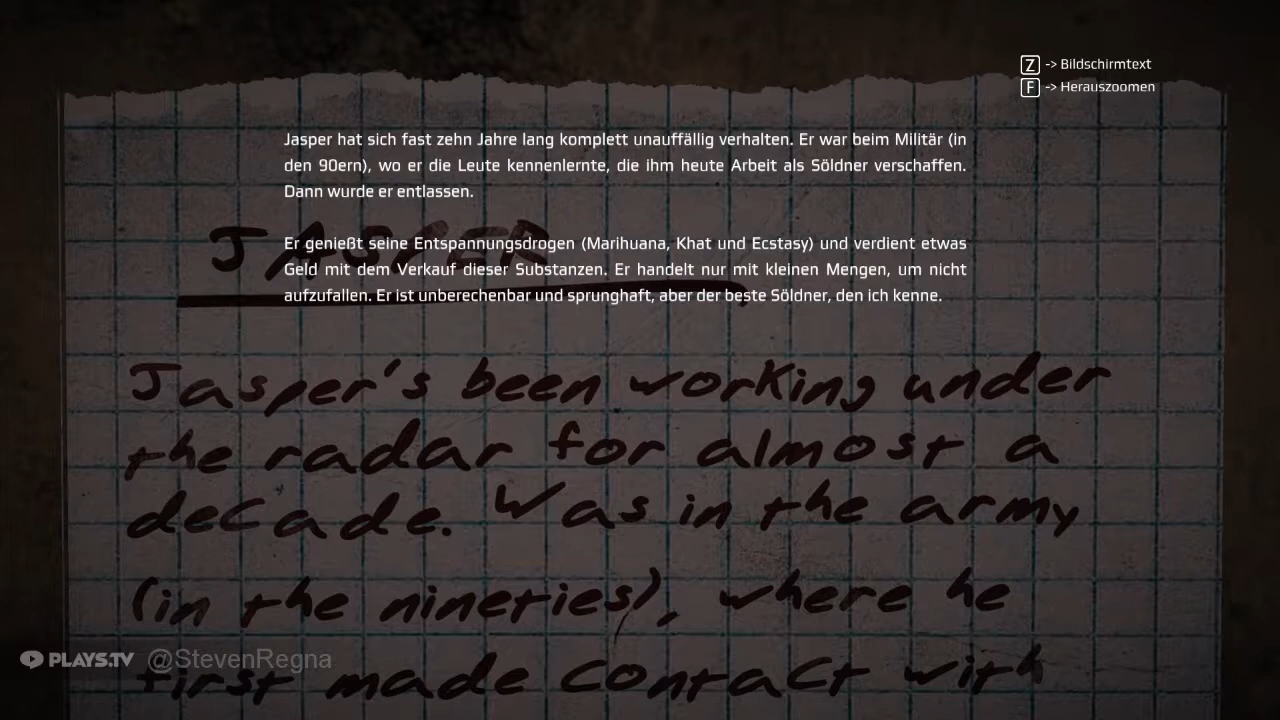 Z -> Bildschirmtext
F -> Herauszoomen
Jasper hat sich fast zehn Jahre lang komplett unauffällig verhalten. Er war beim Militär (in
den 90ern), wo er die Leute kennenlernte, die ihm heute Arbeit als Söldner verschaffen.
Dann wurde er entlassen.
Er genießt seine Entspannungsdrogen (Marihuana, Khat und Ecstasy) und verdient etwas
Geld mit dem Verkauf dieser Substanzen. Er handelt nur mit kleinen Mengen, um nicht
aufzufallen. Er ist unberechenbar und sprunghaft, aber der beste Söldner, den ich kenne.
JASPER
Jasper's been working under
the radar for almost a
decade. Was in the army
(in the nineties), where he
first made contact with
PLAYS.TV @StevenRegna